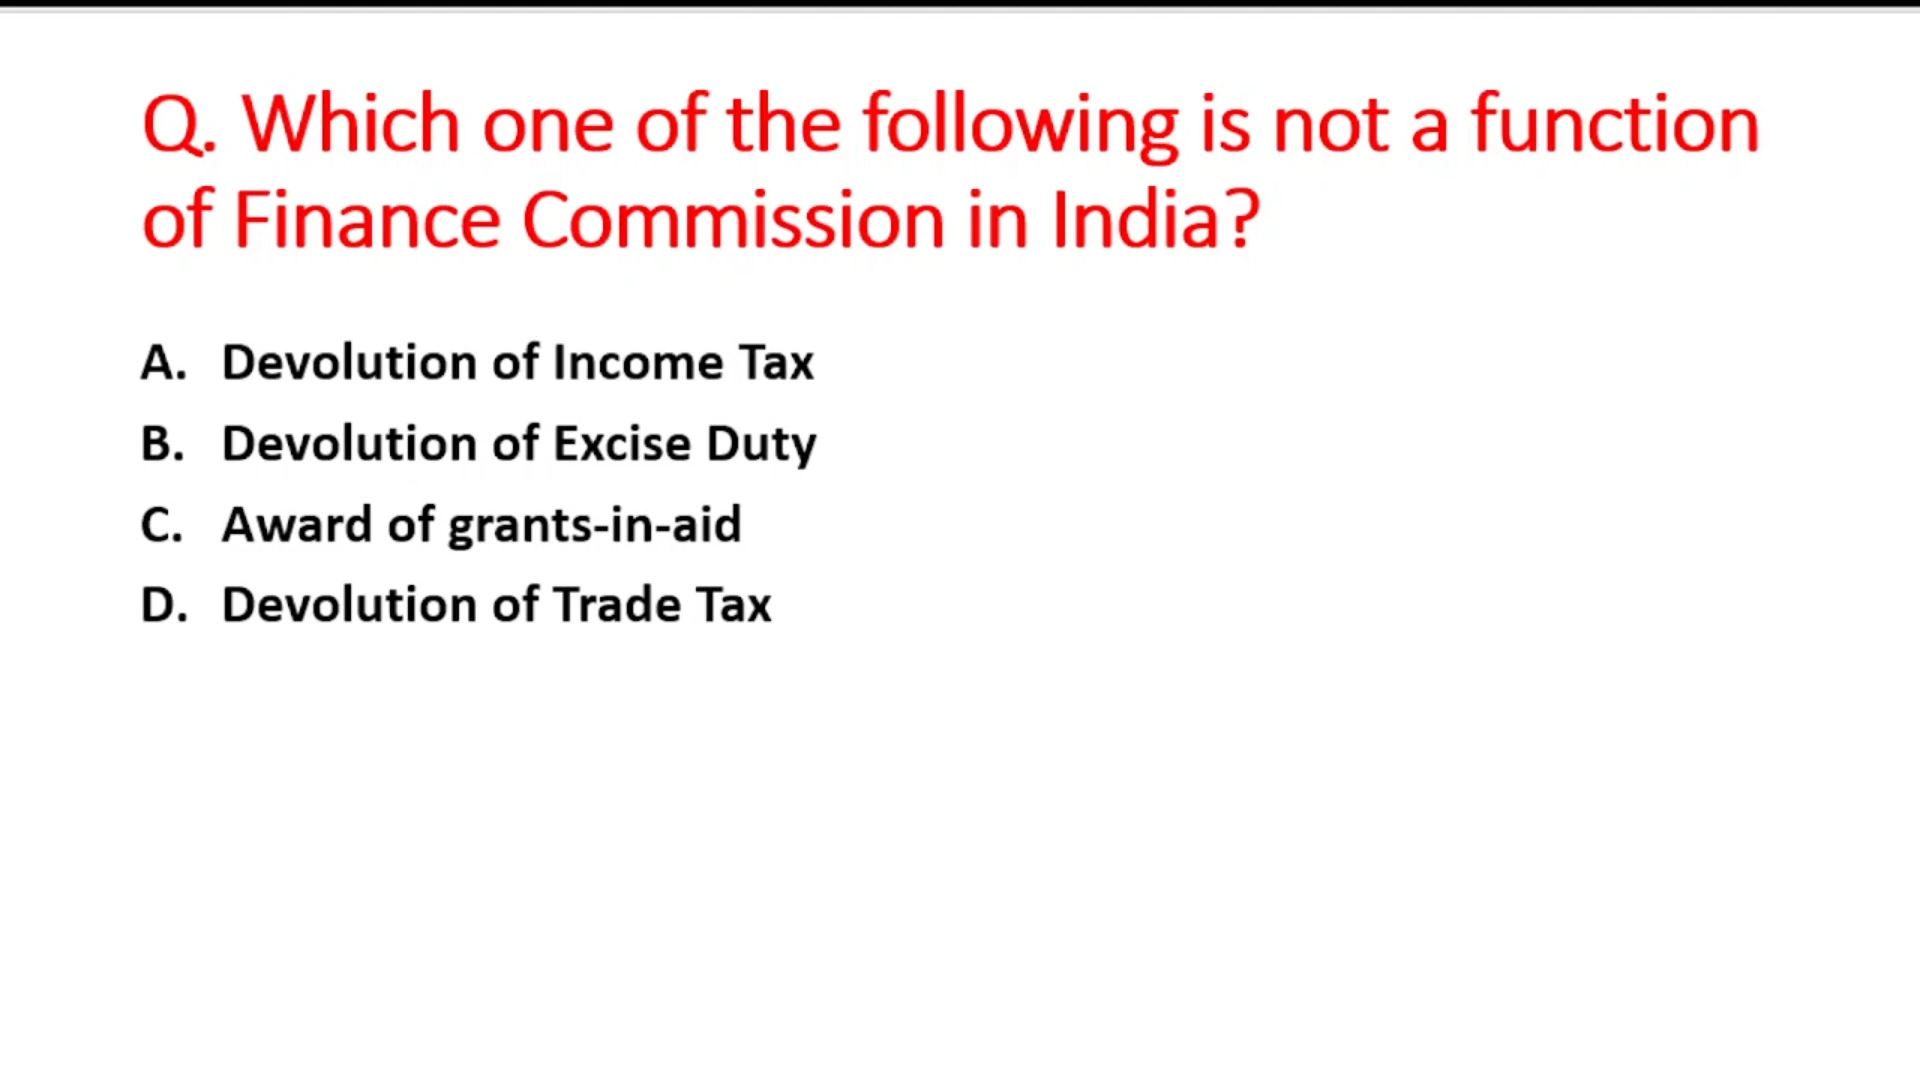 Q. Which one of the following is not a function
of Finance Commission in India?
A. Devolution of Income Tax
B. Devolution of Excise Duty
C. Award of grants-in-aid
D. Devolution of Trade Tax